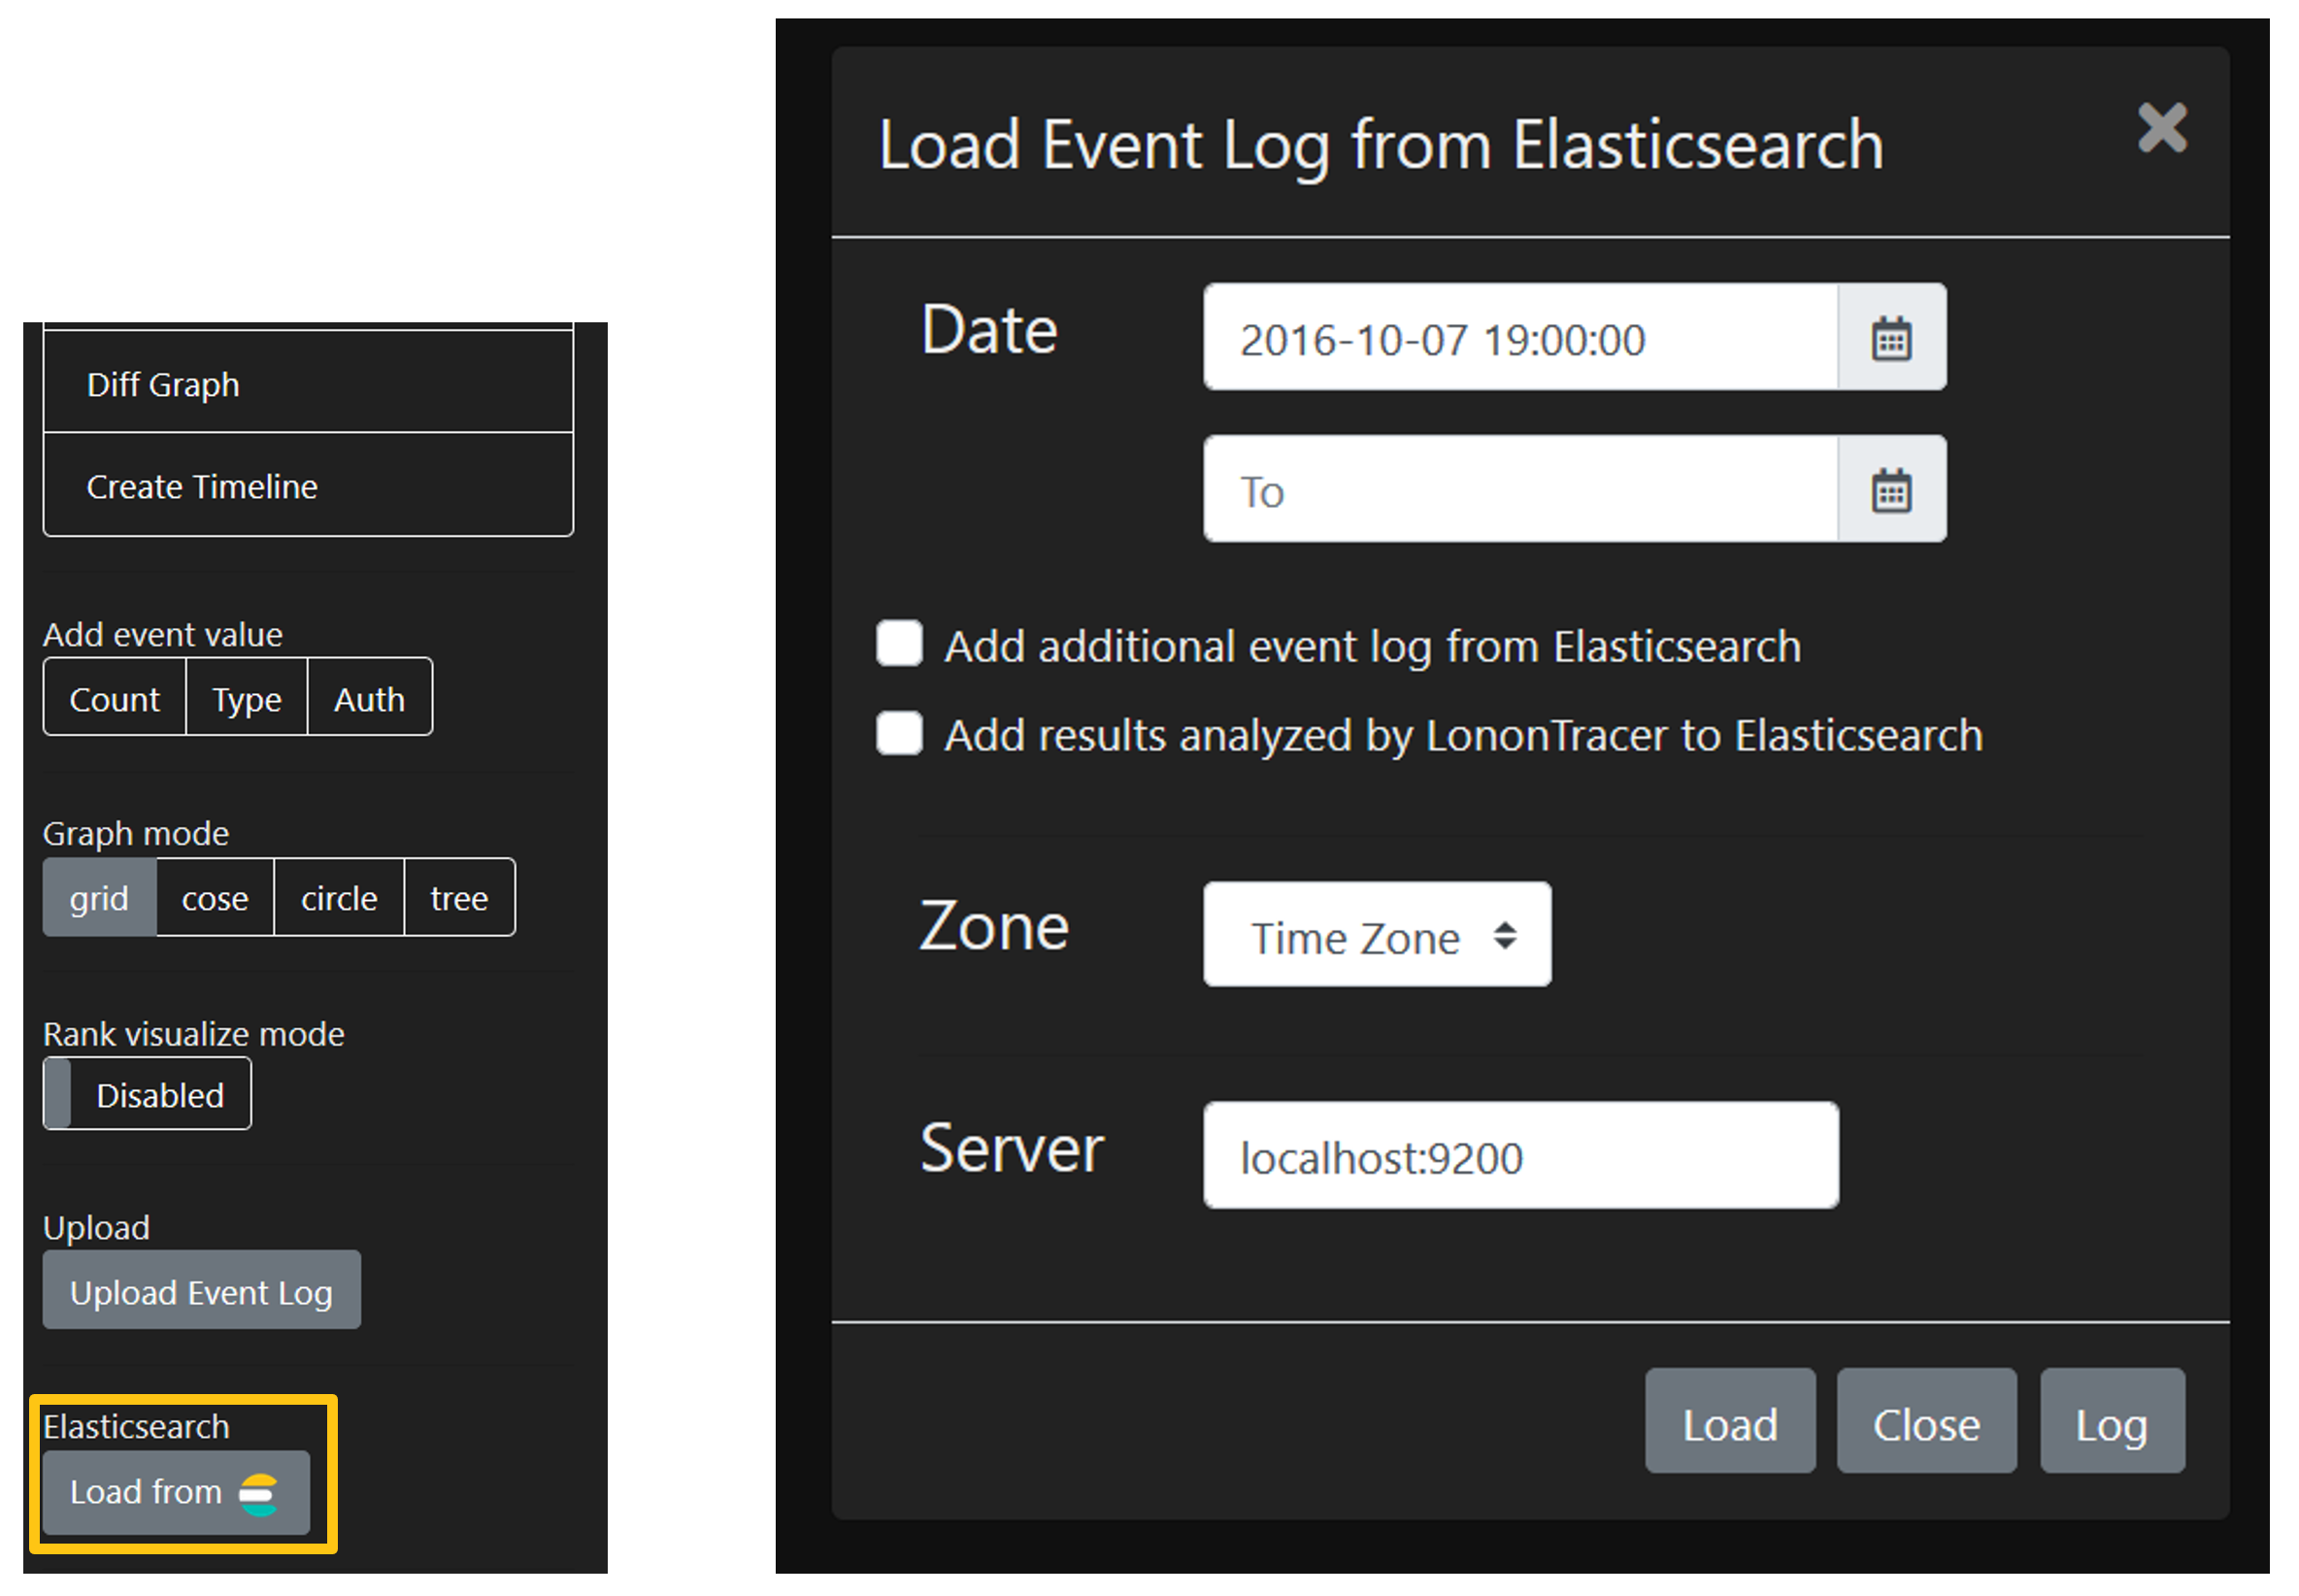 Diff Graph
Create Timeline
Add event value
Count Type Auth
Graph mode
grid cose circle tree
Rank visualize mode
Disabled
Upload
Upload Event Log
Elasticsearch
Load from
Load Event Log from Elasticsearch
Date
2016-10-07 19:00:00
To
Add additional event log from Elasticsearch
Add results analyzed by LononTracer to Elasticsearch
Zone
Time Zone
Server
localhost:9200
Load Close Log